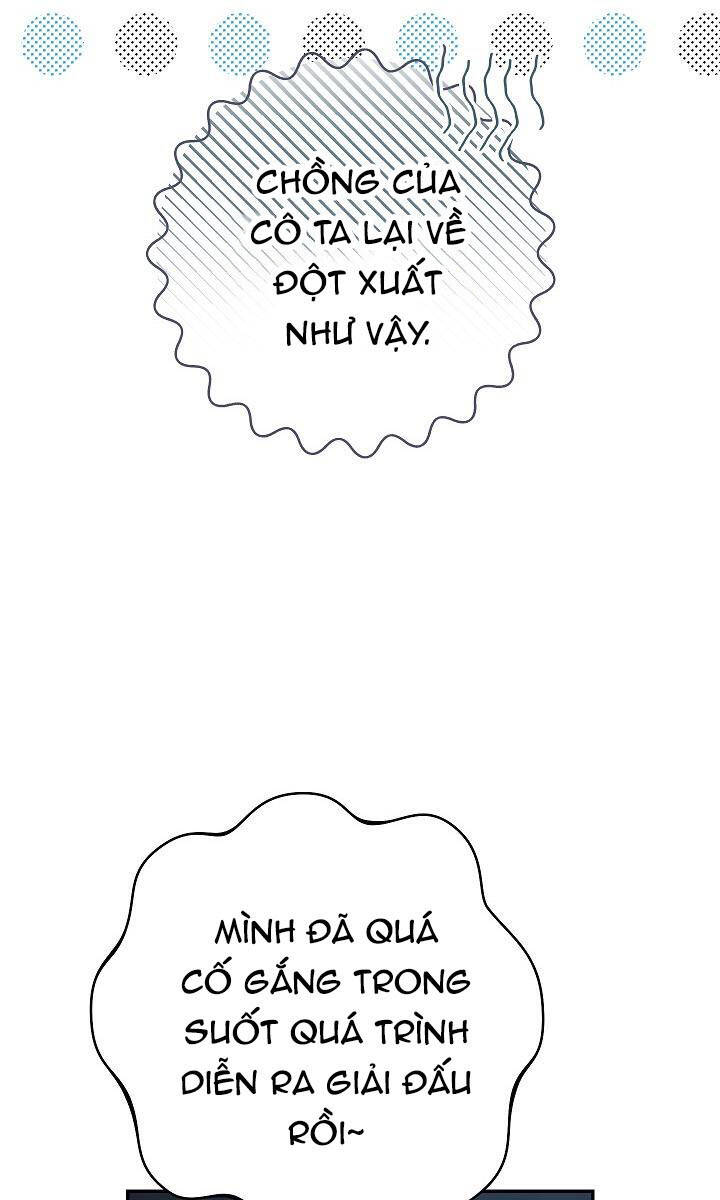 CHỒNG CỦA
CÔ TA LẠI VỀ
ĐỘT XUẤT
NHƯ VẬY.
MÌNH ĐÃ QUÁ
CỐ GẮNG TRONG
SUỐT QUÁ TRÌNH
DIỄN RA GIẢI ĐẤU
RỒI~